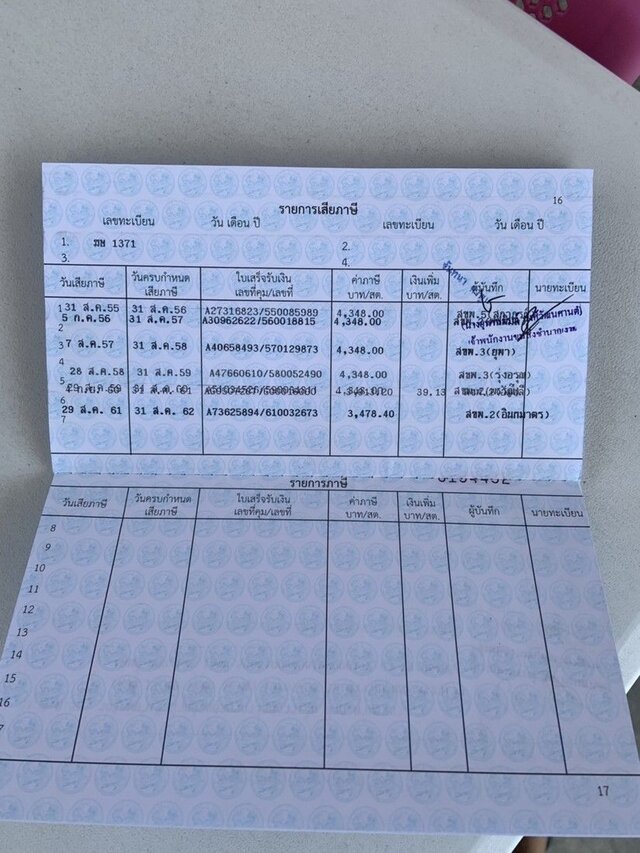 16
รายการเสียภาษี
เลขทะเบียน วัน เดือน ปี เลขทะเบียน วัน เดือน ปี
1. ฆษ 1371 2.
3. 4.
วันเสียภาษี วันครบกำหนดเสียภาษี ใบเสร็จรับเงิน เลขที่คุม/เลขที่ ค่าภาษี บาท/สต. เงินเพิ่ม บาท/สต. ผู้บันทึก นายทะเบียน
1 31 ส.ค.55 31 ส.ค.56 A27316823/550085989 4,348.00
5 ก.ค.56 31 ส.ค.57 A30962622/560018815 4,348.00
2
3 7 ส.ค.57 31 ส.ค.58 A40658493/570129873 4,348.00 สขพ.3(ยุพา)
28 ส.ค.58 31 ส.ค.59 A47660610/580052490 4,348.00
39,13
29 ส.ค. 61 31 ส.ค. 62 A73625894/610032673 3,478.40
7
รายการภาษี
วันเสียภาษี วันครบกำหนดเสียภาษี ใบเสร็จรับเงิน เลขที่คุม/เลขที่ ค่าภาษี บาท/สต. เงินเพิ่ม บาท/สต. ผู้บันทึก นายทะเบียน
8
9
10
11
12
13
14
15
16
17